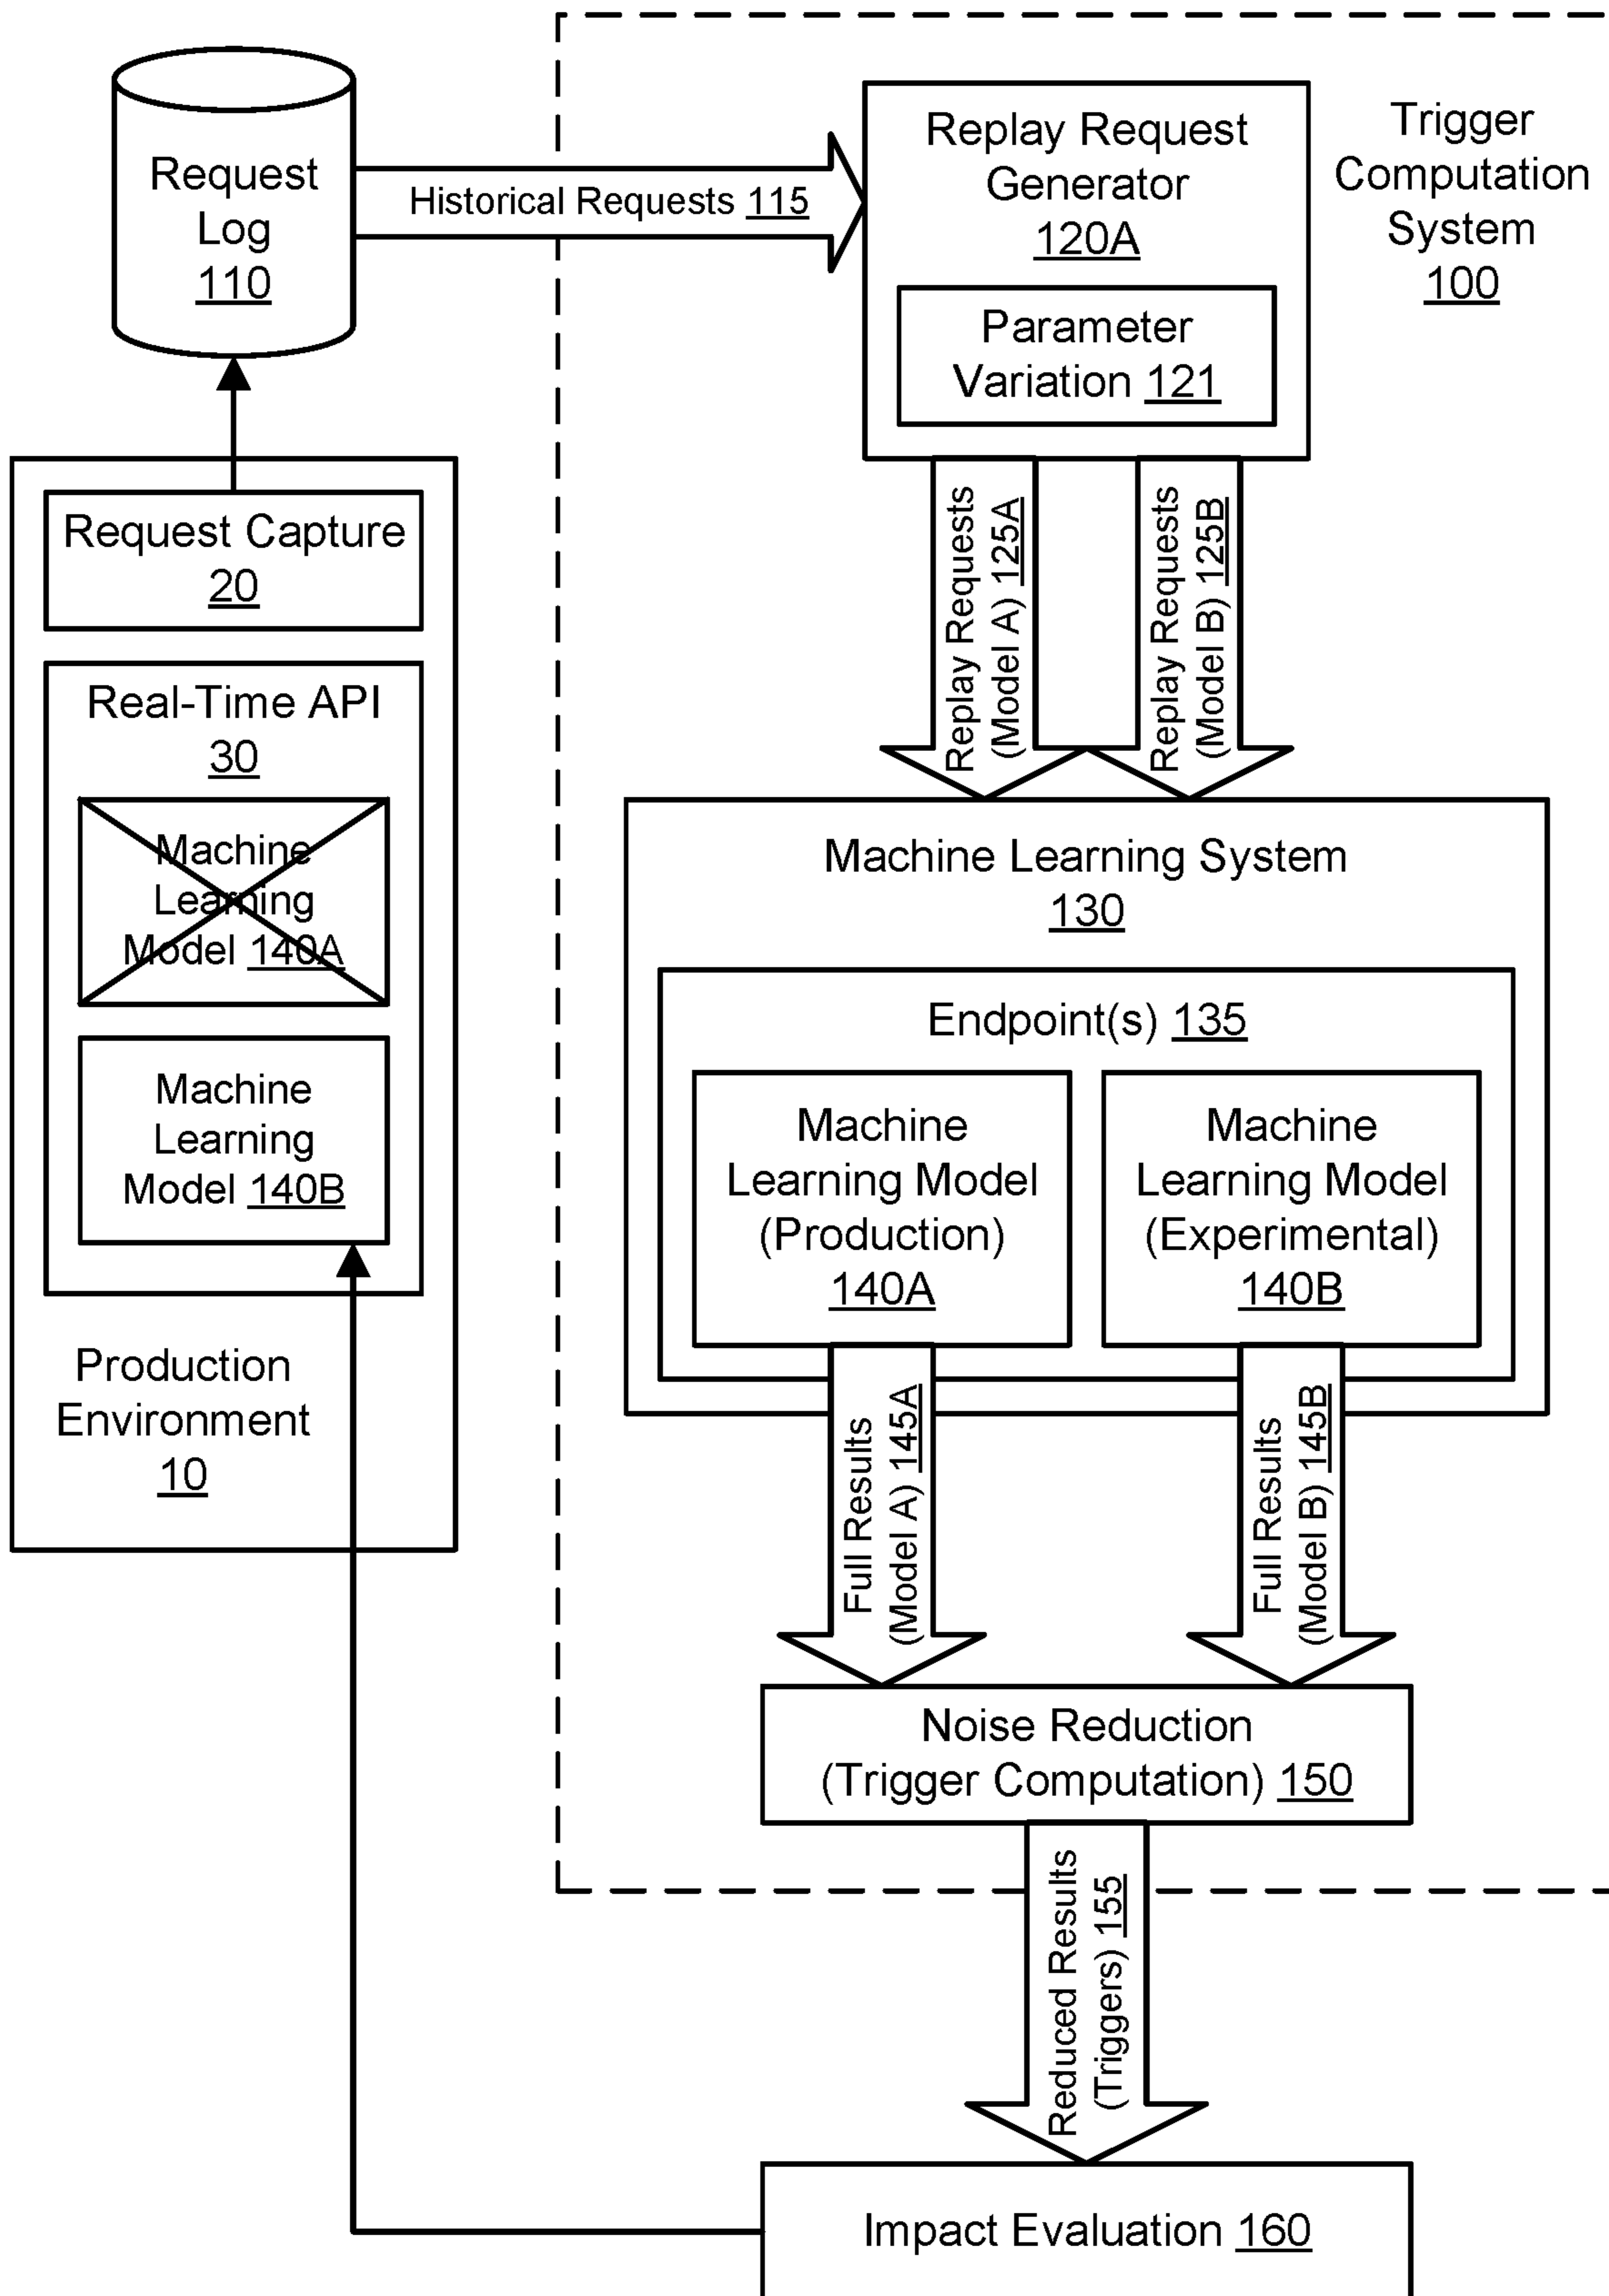 Request
Log
110
Historical Requests 115
Replay Request
Generator
120A
Parameter
Variation 121
Trigger
Computation
System
100
Request Capture
20
Real-Time API
30
Machine
Learning
Model 140A
Machine
Learning
Model 140B
Production
Environment
10
Replay Requests
(Model A) 125A
Replay Requests
(Model B) 125B
Machine Learning System
130
Endpoint(s) 135
Machine
Learning Model
(Production)
140A
Machine
Learning Model
(Experimental)
140B
Full Results
(Model A) 145A
Full Results
(Model B) 145B
Noise Reduction
(Trigger Computation) 150
Reduced Results
(Triggers) 155
Impact Evaluation 160